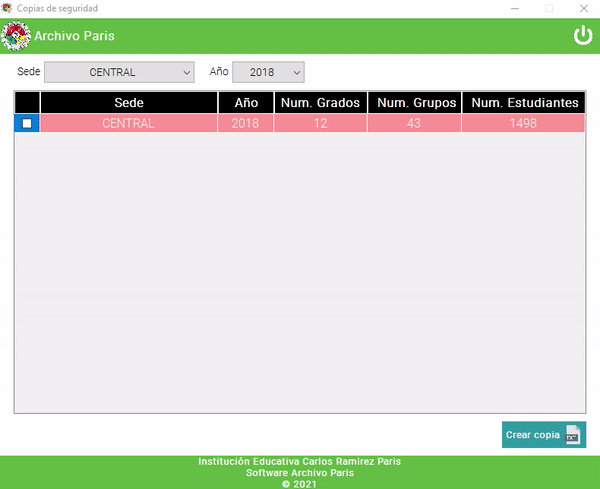 Copias de seguridad
Archivo Paris
Sede CENTRAL Año 2018
Sede Año Num. Grados Num. Grupos Num. Estudiantes
CENTRAL 2018 12 43 1498
Crear copia
Institución Educativa Carlos Ramírez Paris
Software Archivo Paris
© 2021